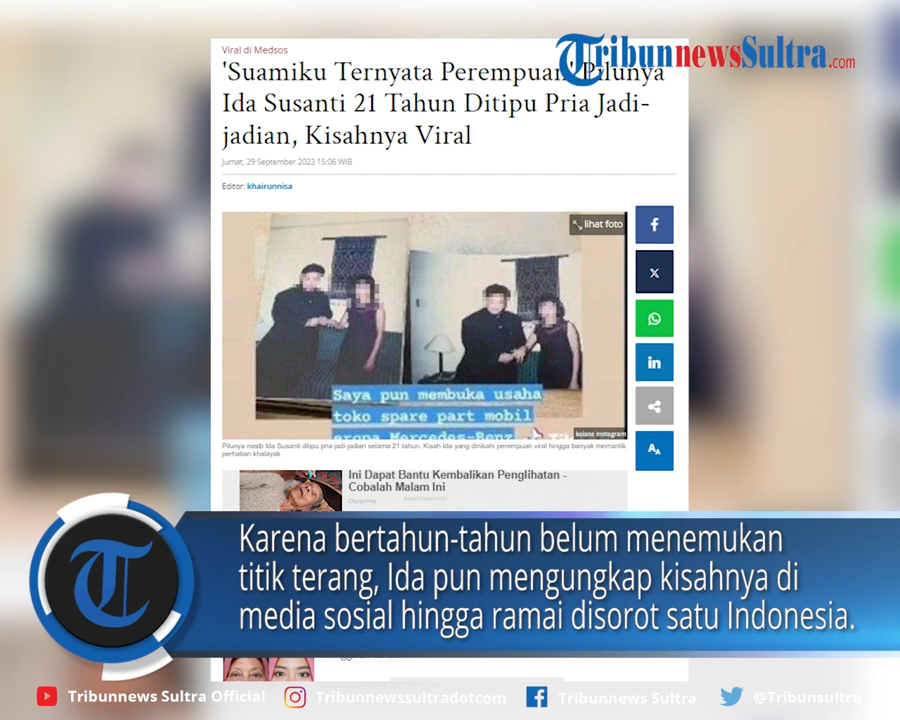 Viral di Medsos
TribunnewsSultra.com
'Suamiku Ternyata Perempuan' Pilunya
Ida Susanti 21 Tahun Ditipu Pria Jadi-
jadian, Kisahnya Viral
Jumat, 29 September 2023 15:06 WIB
Editor: khairunnisa
lihat foto
Saya pun membuka usaha
toko spare part mobil
eropa Mercedes-Benz
kolase Instagram
Pilunya nasib Ida Susanti ditipu pria jadi-jadian selama 21 tahun. Kisah Ida yang dinikahi perempuan viral hingga banyak memantik
perhatian khalayak
Ini Dapat Bantu Kembalikan Penglihatan -
Cobalah Malam Ini
Advertisement
Karena bertahun-tahun belum menemukan
titik terang, Ida pun mengungkap kisahnya di
media sosial hingga ramai disorot satu Indonesia.
Tribunnews Sultra Official
Tribunnewssultradotcom
Tribunnews Sultra
@Tribunsultra